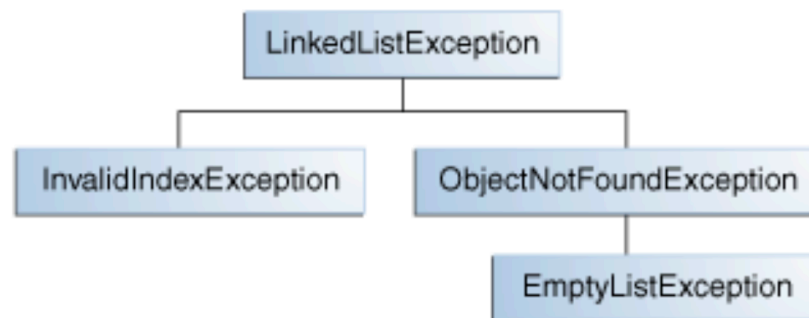 LinkedListException
InvalidIndexException
ObjectNotFoundException
EmptyListException